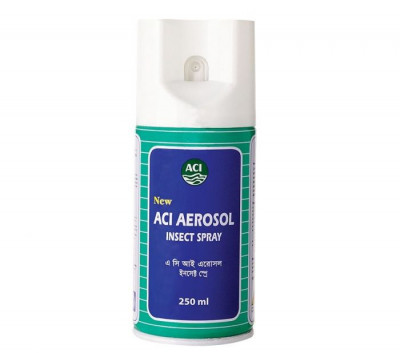 ACI
New
ACI AEROSOL
INSECT SPRAY
এ সি আই এরোসল
ইনসেক্ট স্প্রে
250 ml